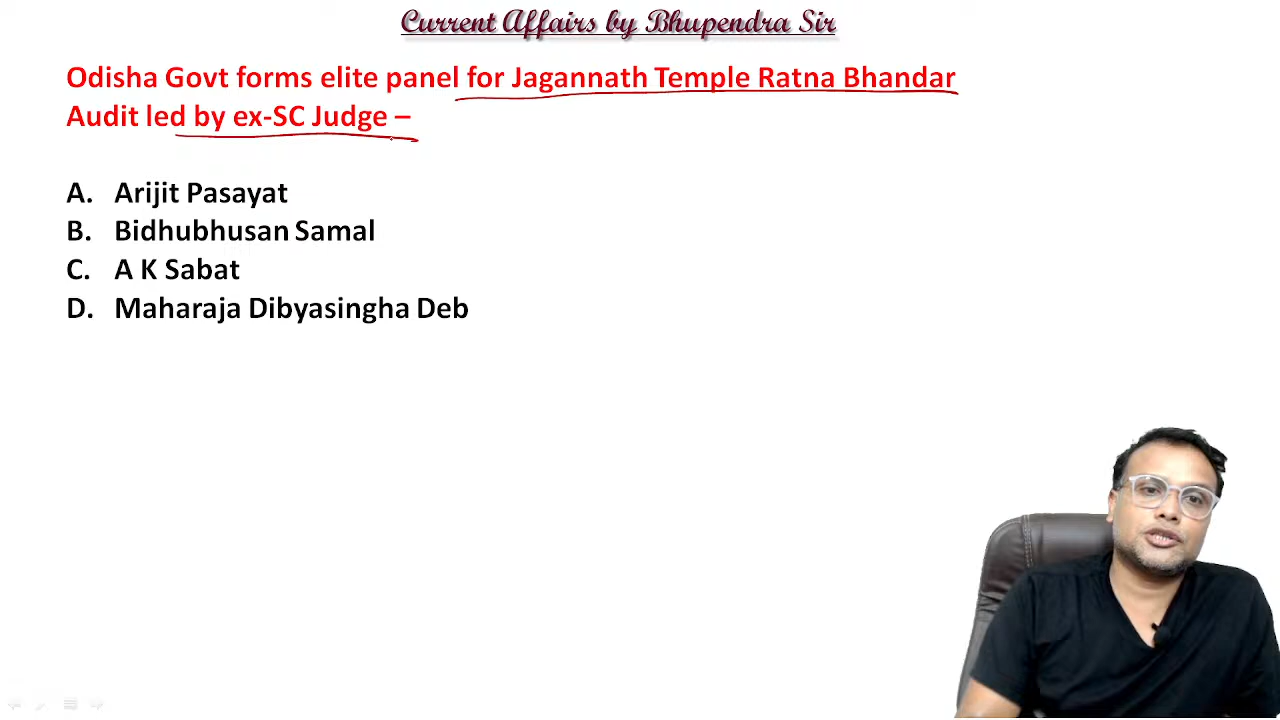 Current Affairs by Bhupendra Sir
Odisha Govt forms elite panel for Jagannath Temple Ratna Bhandar
Audit led by ex-SC Judge –
A. Arijit Pasayat
B. Bidhubhusan Samal
C. A K Sabat
D. Maharaja Dibyasingha Deb